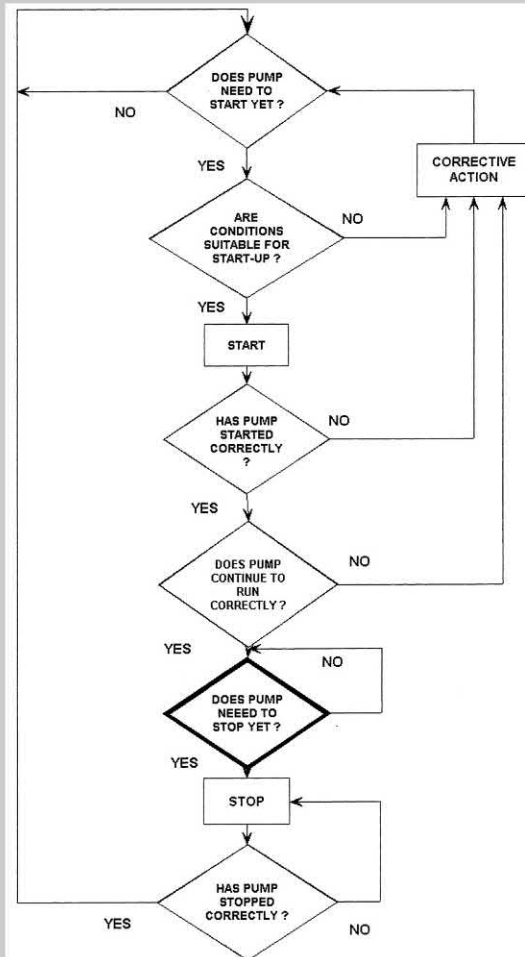 DOES PUMP
NEED TO
START YET ?
NO
YES
CORRECTIVE
ACTION
ARE
CONDITIONS
SUITABLE FOR
START-UP ?
NO
YES
START
HAS PUMP
STARTED
CORRECTLY
?
NO
YES
DOES PUMP
CONTINUE TO
RUN
CORRECTLY ?
NO
YES
NO
DOES PUMP
NEEED TO
STOP YET ?
YES
STOP
HAS PUMP
STOPPED
CORRECTLY ?
YES
NO